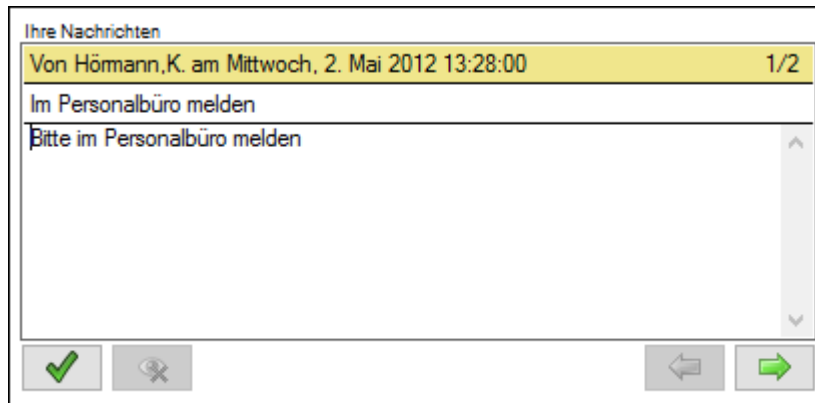 Ihre Nachrichten
Von Hörmann,K. am Mittwoch, 2. Mai 2012 13:28:00 1/2
Im Personalbüro melden
Bitte im Personalbüro melden